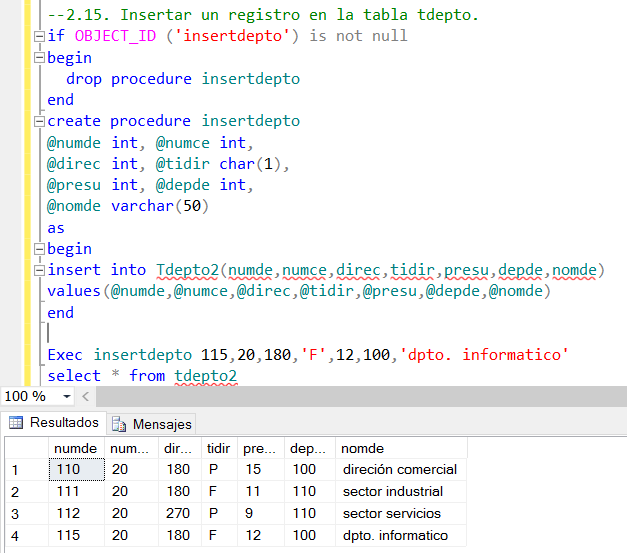 --2.15. Insertar un registro en la tabla tdepto.
if OBJECT_ID ('insertdepto') is not null
begin
drop procedure insertdepto
end
create procedure insertdepto
@numde int, @numce int,
@direc int, @tidir char(1),
@presu int, @depde int,
@nomde varchar(50)
as
begin
insert into Tdepto2(numde,numce,direc,tidir,presu,depde,nomde)
values(@numde,@numce,@direc,@tidir,@presu,@depde,@nomde)
end
Exec insertdepto 115,20,180,'F',12,100,'dpto. informatico'
select * from tdepto2
100 %
Resultados Mensajes
numde num... dir... tidir pre... dep... nomde
1 110 20 180 P 15 100 direción comercial
2 111 20 180 F 11 110 sector industrial
3 112 20 270 P 9 110 sector servicios
4 115 20 180 F 12 100 dpto. informatico